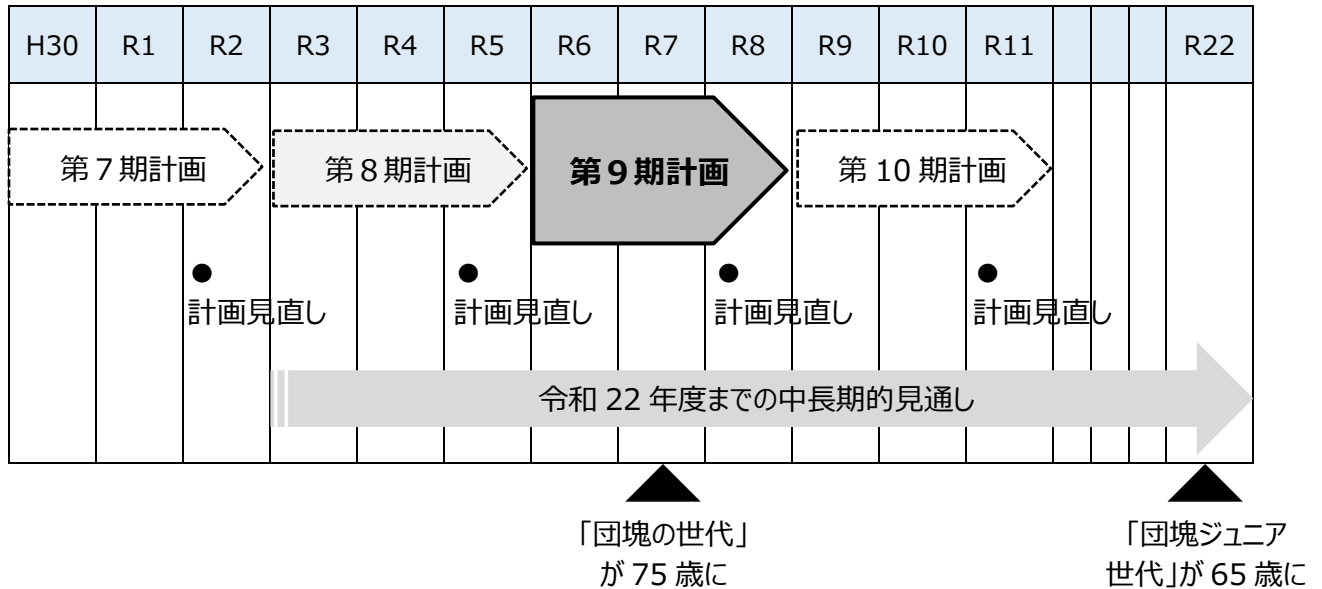 H30 R1 R2 R3 R4 R5 R6 R7 R8 R9 R10 R11 R22
第7期計画 第8期計画 第9期計画 第10期計画
● ● ● ●
計画見直し 計画見直し 計画見直し 計画見直し
令和 22 年度までの中長期的見通し
「団塊の世代」
が 75 歳に
「団塊ジュニア
世代」が 65 歳に